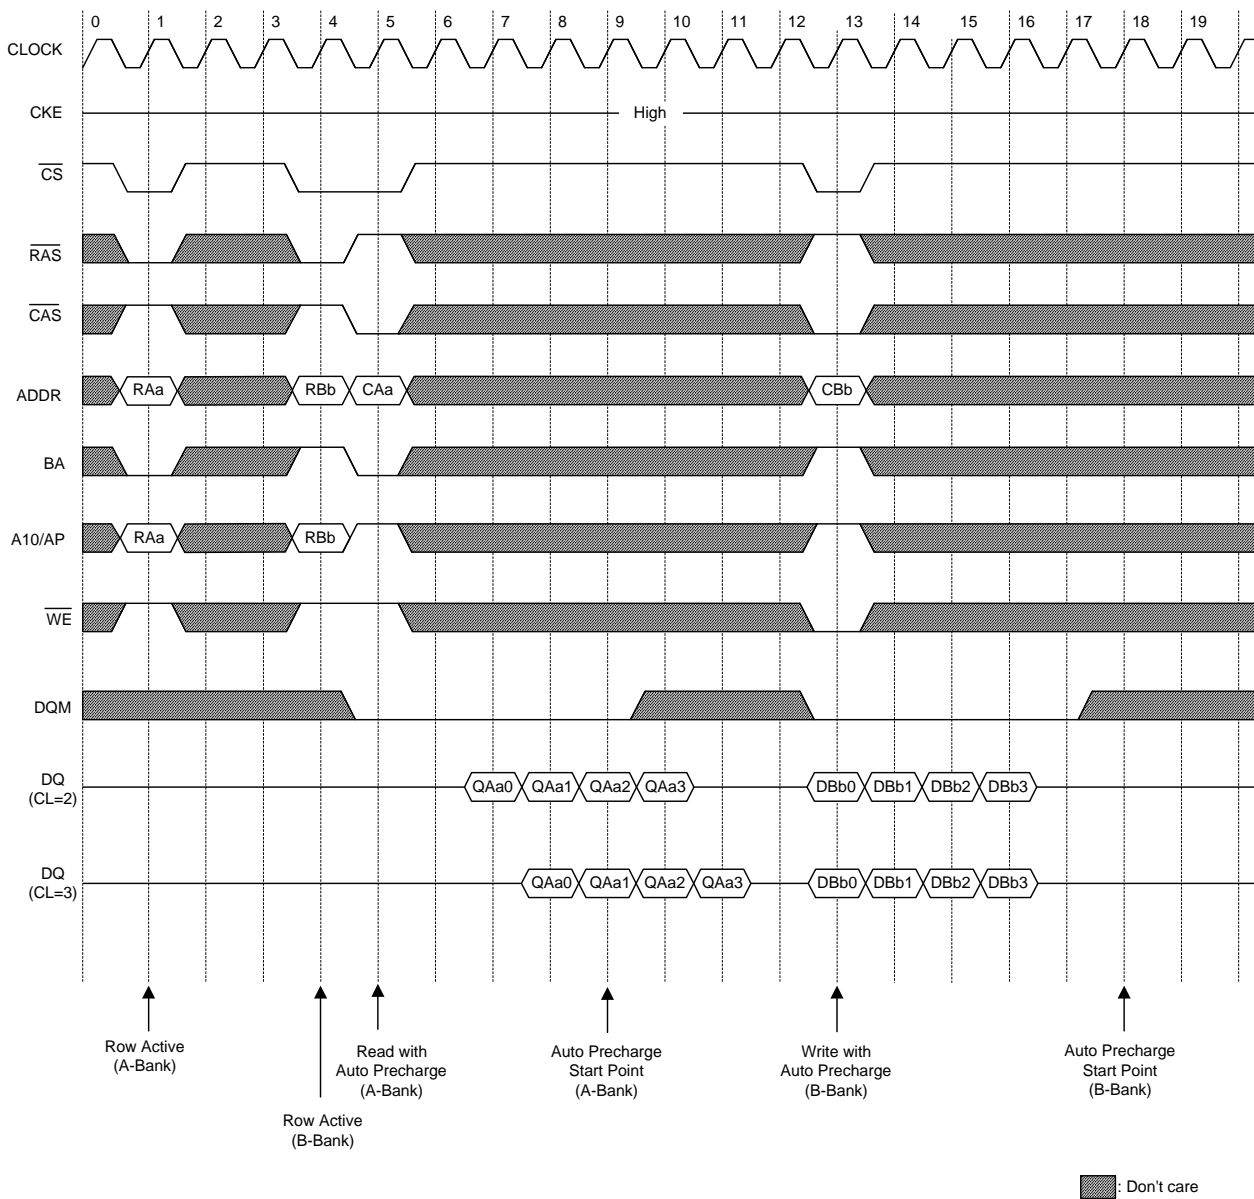 0 1 2 3 4 5 6 7 8 9 10 11 12 13 14 15 16 17 18 19
CLOCK
CKE High
CS
RAS
CAS
ADDR RAa RBb CAa CBb
BA
A10/AP RAa RBb
WE
DQM
DQ
(CL=2)
QAa0 QAa1 QAa2 QAa3 DBb0 DBb1 DBb2 DBb3
DQ
(CL=3)
QAa0 QAa1 QAa2 QAa3 DBb0 DBb1 DBb2 DBb3
Row Active
(A-Bank)
Row Active
(B-Bank)
Read with
Auto Precharge
(A-Bank)
Auto Precharge
Start Point
(A-Bank)
Write with
Auto Precharge
(B-Bank)
Auto Precharge
Start Point
(B-Bank)
: Don't care